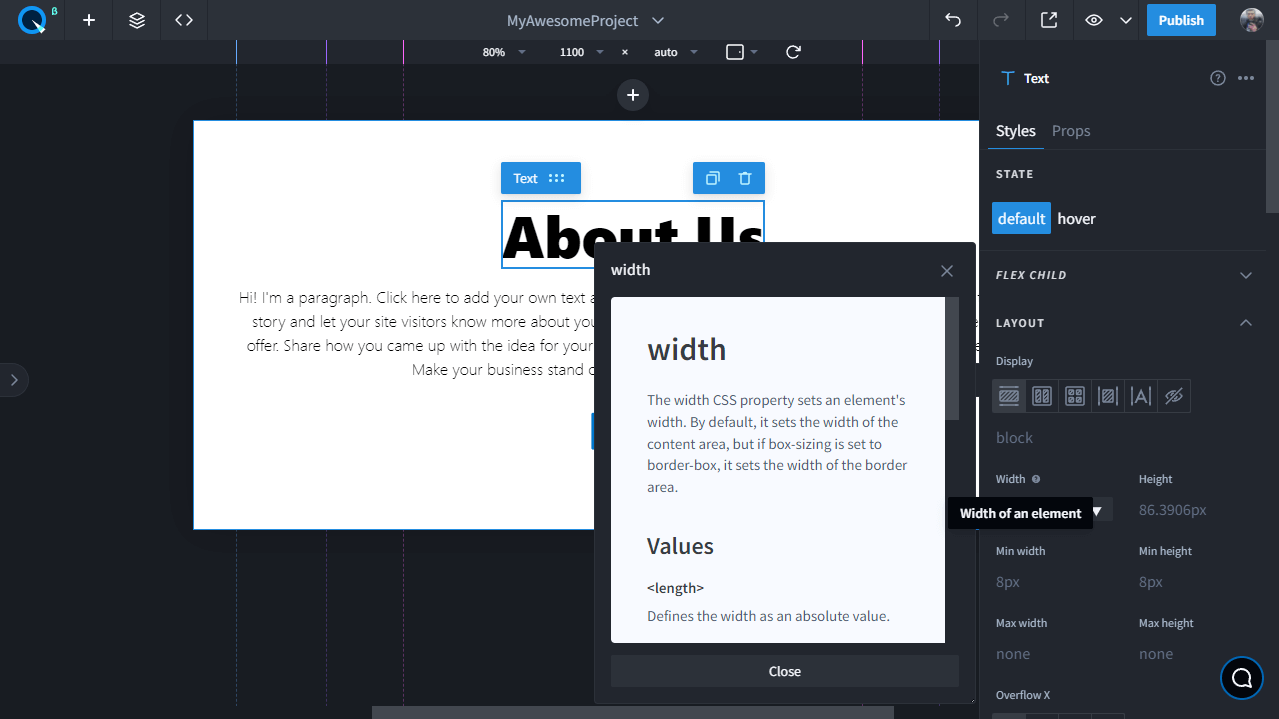 β
MyAwesomeProject
Publish
80%
1100
×
auto
Text
Styles
Props
STATE
default
hover
FLEX CHILD
LAYOUT
Display
block
Width
Height
86.3906px
Min width
Min height
8px
8px
Max width
Max height
none
none
Overflow X
Text
About Us
Hi! I'm a paragraph. Click here to add your own text
story and let your site visitors know more about you
offer. Share how you came up with the idea for your
Make your business stand
width
width
The width CSS property sets an element's
width. By default, it sets the width of the
content area, but if box-sizing is set to
border-box, it sets the width of the border
area.
Values
<length>
Defines the width as an absolute value.
Close
Width of an element